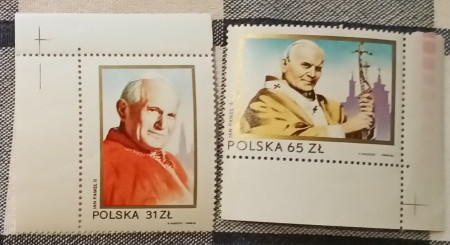 JAN PAWEŁ II
POLSKA 31 ZŁ
JAN PAWEŁ II
POLSKA 65 ZŁ